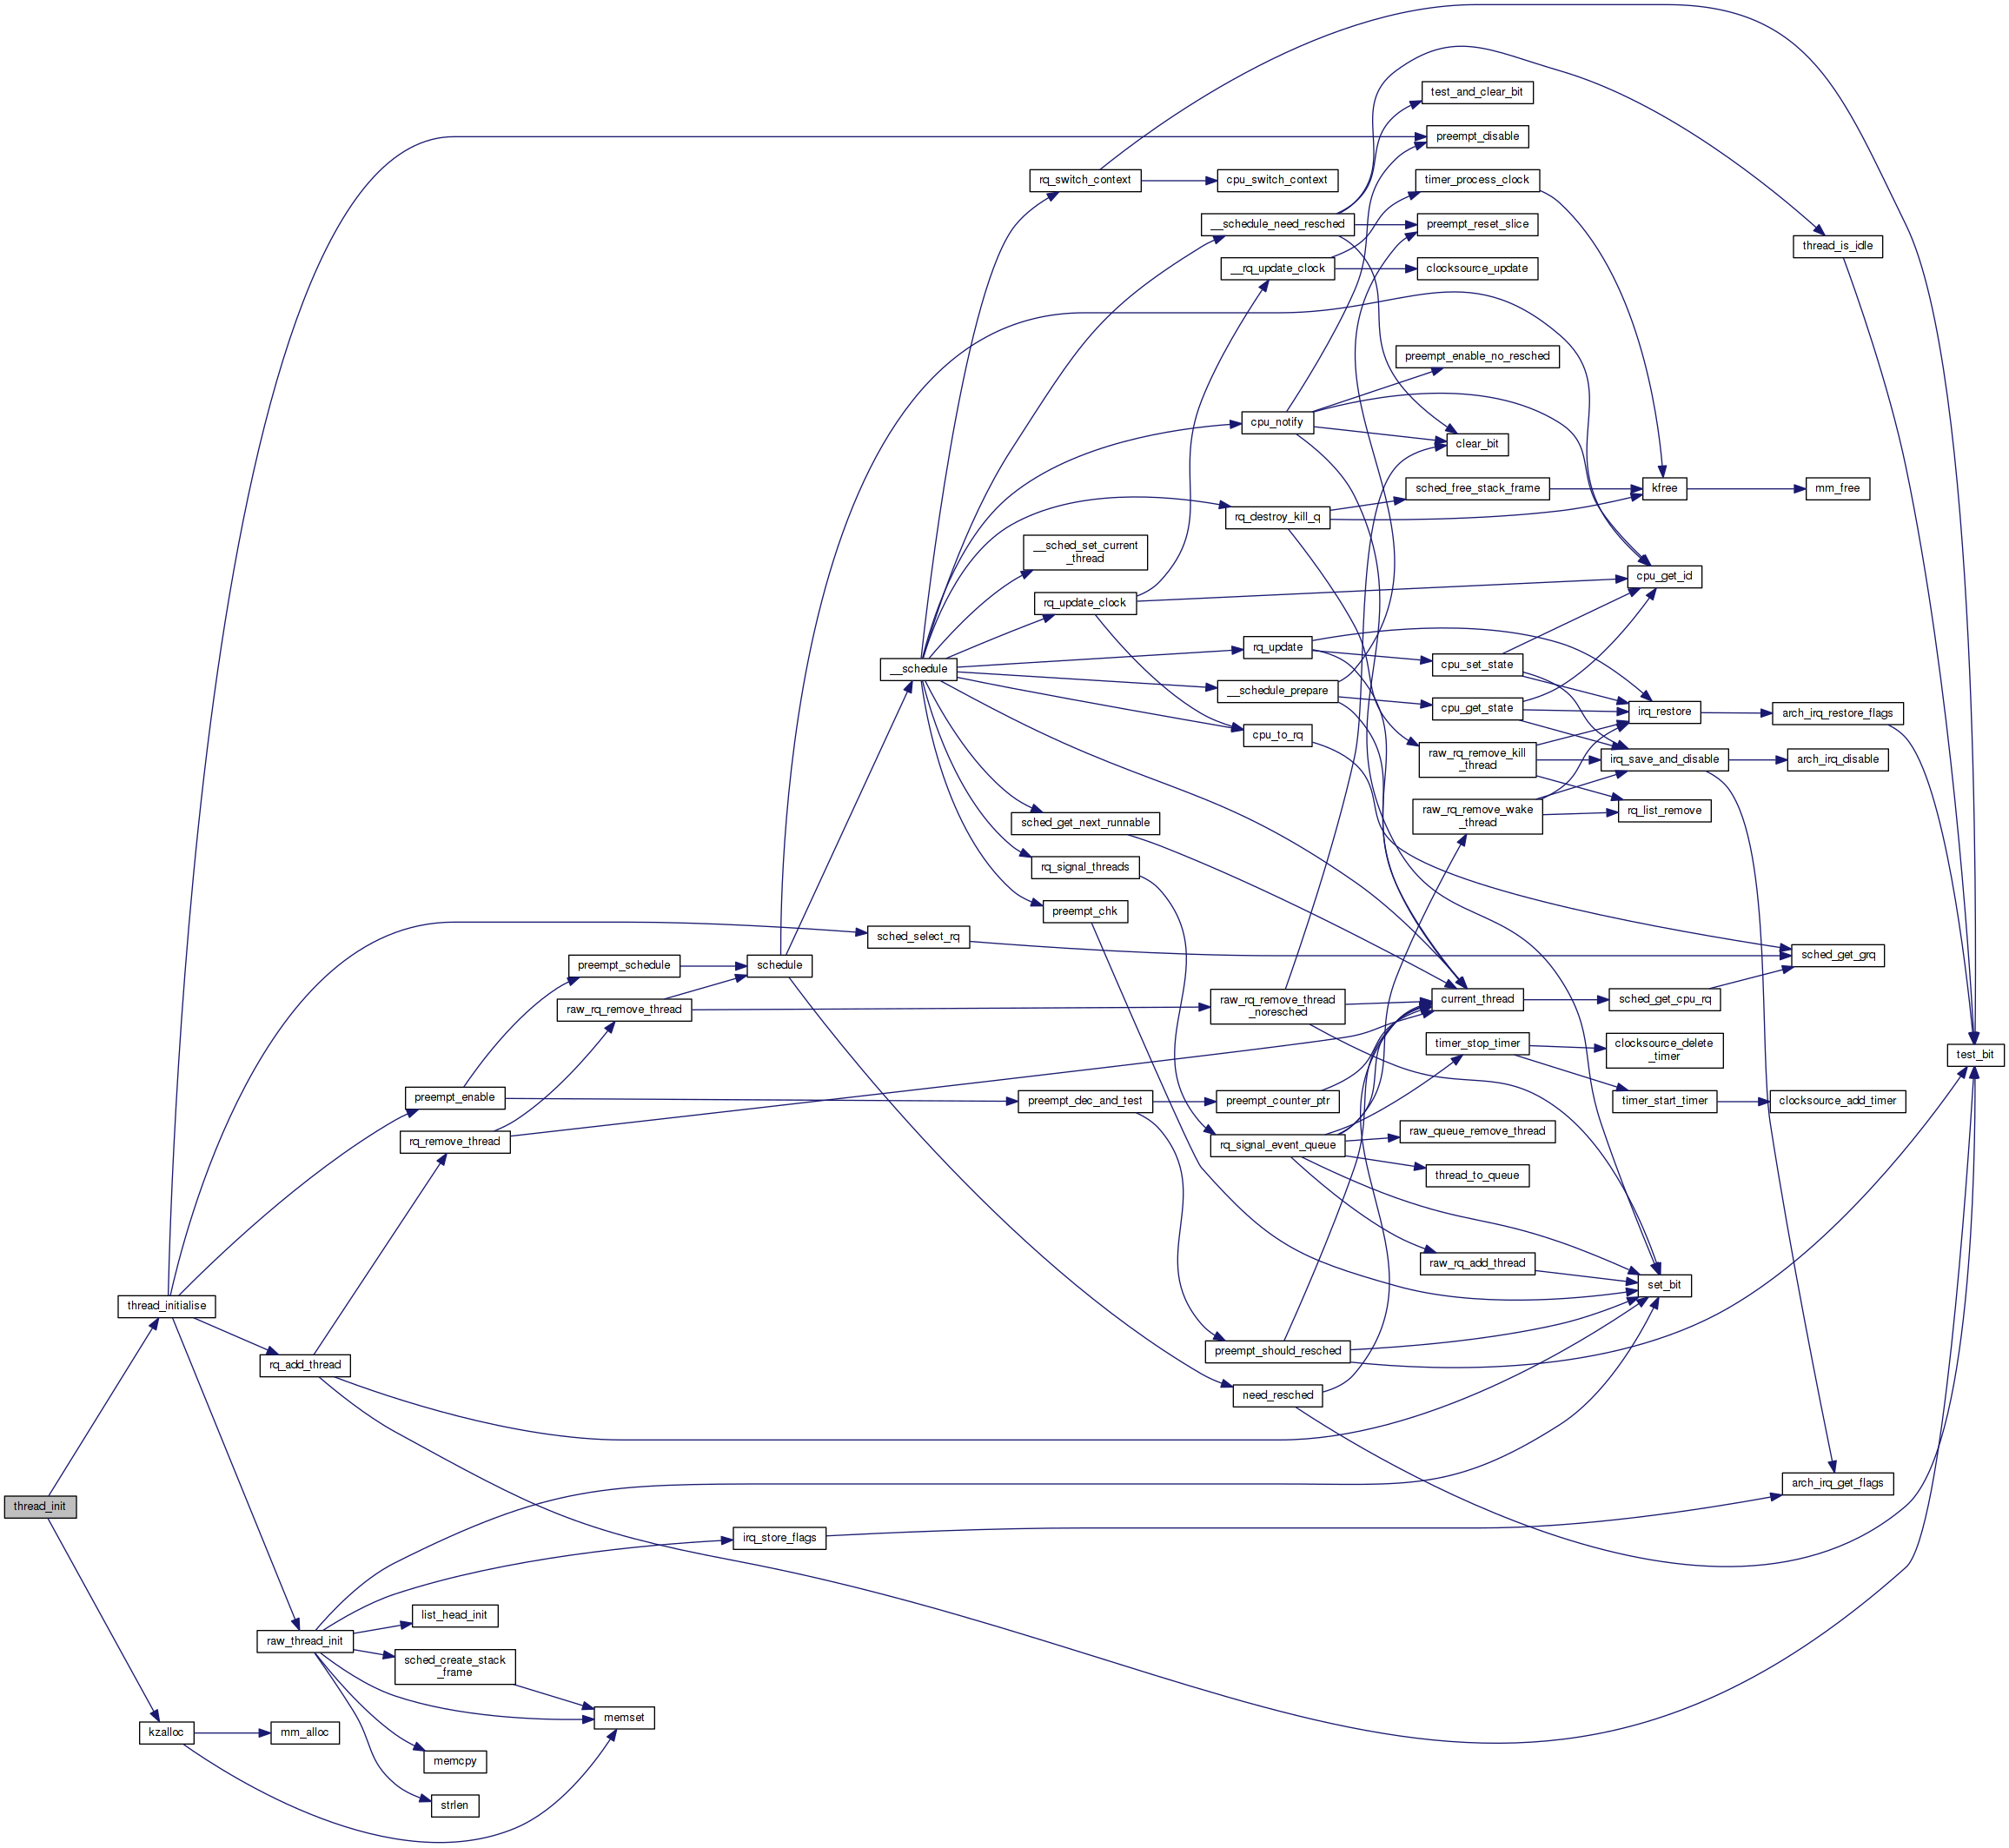 test_and_clear_bit
preempt_disable
rq_switch_context
cpu_switch_context
timer_process_clock
__schedule_need_resched
preempt_reset_slice
thread_is_idle
__rq_update_clock
clocksource_update
preempt_enable_no_resched
cpu_notify
clear_bit
sched_free_stack_frame
kfree
mm_free
rq_destroy_kill_q
__sched_set_current
_thread
cpu_get_id
rq_update_clock
rq_update
cpu_set_state
__schedule
__schedule_prepare
cpu_get_state
irq_restore
arch_irq_restore_flags
cpu_to_rq
raw_rq_remove_kill
_thread
irq_save_and_disable
arch_irq_disable
raw_rq_remove_wake
_thread
rq_list_remove
sched_get_next_runnable
rq_signal_threads
preempt_chk
sched_select_rq
sched_get_grq
preempt_schedule
schedule
raw_rq_remove_thread
raw_rq_remove_thread
_noresched
current_thread
sched_get_cpu_rq
timer_stop_timer
clocksource_delete
_timer
test_bit
preempt_enable
preempt_dec_and_test
preempt_counter_ptr
timer_start_timer
clocksource_add_timer
rq_remove_thread
rq_signal_event_queue
raw_queue_remove_thread
thread_to_queue
raw_rq_add_thread
set_bit
thread_initialise
preempt_should_resched
rq_add_thread
need_resched
arch_irq_get_flags
thread_init
irq_store_flags
list_head_init
raw_thread_init
sched_create_stack
_frame
memset
kzalloc
mm_alloc
memcpy
strlen